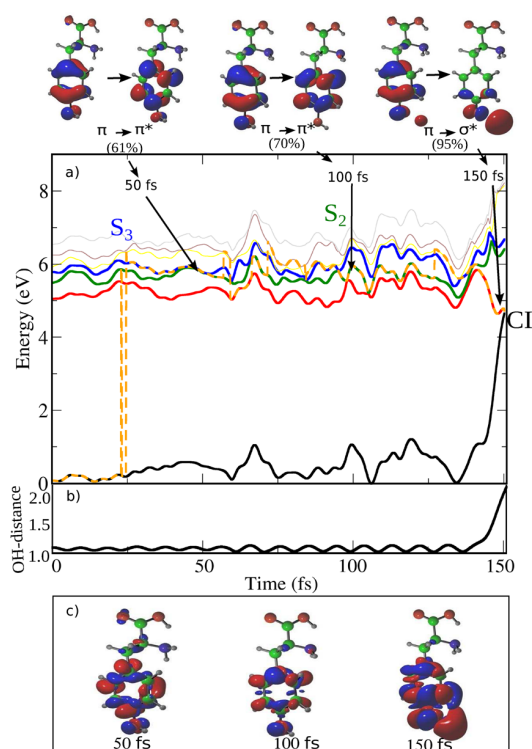 π → π* π → π* π → σ*
(61%) (70%) (95%)
a)
50 fs 100 fs 150 fs
S3 S2
CI
Energy (eV)
8
6
4
2
0
b)
OH-distance
2.0
1.5
1.0
0 50 100 150
Time (fs)
c)
50 fs 100 fs 150 fs